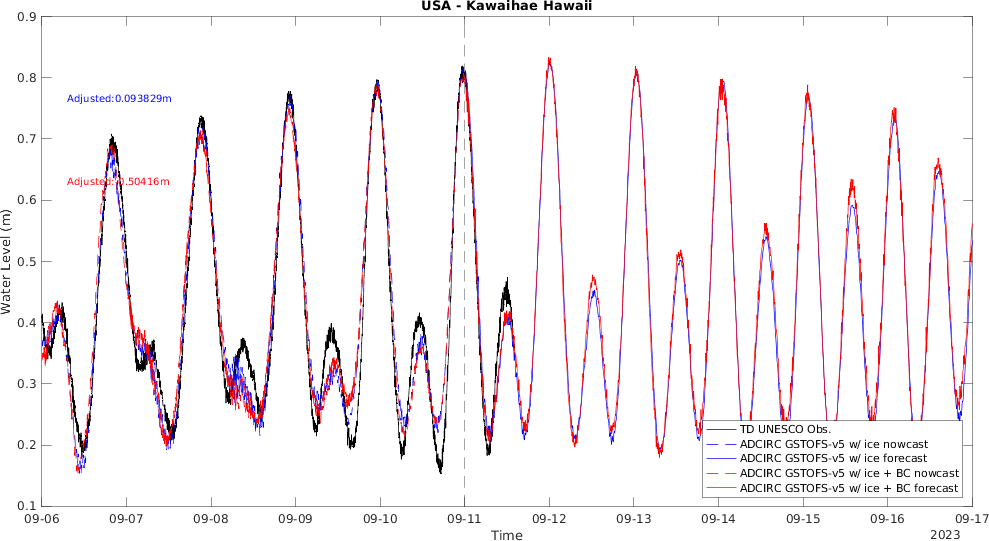 USA - Kawaihae Hawaii
0.9
0.8
0.7
0.6
0.5
0.4
0.3
0.2
0.1
Water Level (m)
Adjusted:0.093829m
Adjusted:0.50416m
TD UNESCO Obs.
ADCIRC GSTOFS-v5 w/ ice nowcast
ADCIRC GSTOFS-v5 w/ ice forecast
ADCIRC GSTOFS-v5 w/ ice + BC nowcast
ADCIRC GSTOFS-v5 w/ ice + BC forecast
09-06 09-07 09-08 09-09 09-10 09-11 09-12 09-13 09-14 09-15 09-16 09-17
Time
2023